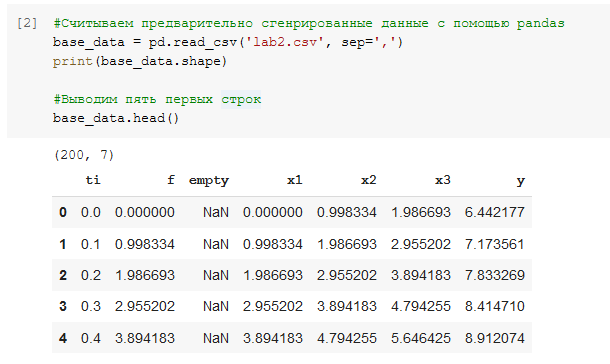 [2] #Считываем предварительно сгенрированные данные с помощью pandas
base_data = pd.read_csv('lab2.csv', sep=',')
print(base_data.shape)
#Выводим пять первых строк
base_data.head()
(200, 7)
ti f empty x1 x2 x3 y
0 0.0 0.000000 NaN 0.000000 0.998334 1.986693 6.442177
1 0.1 0.998334 NaN 0.998334 1.986693 2.955202 7.173561
2 0.2 1.986693 NaN 1.986693 2.955202 3.894183 7.833269
3 0.3 2.955202 NaN 2.955202 3.894183 4.794255 8.414710
4 0.4 3.894183 NaN 3.894183 4.794255 5.646425 8.912074